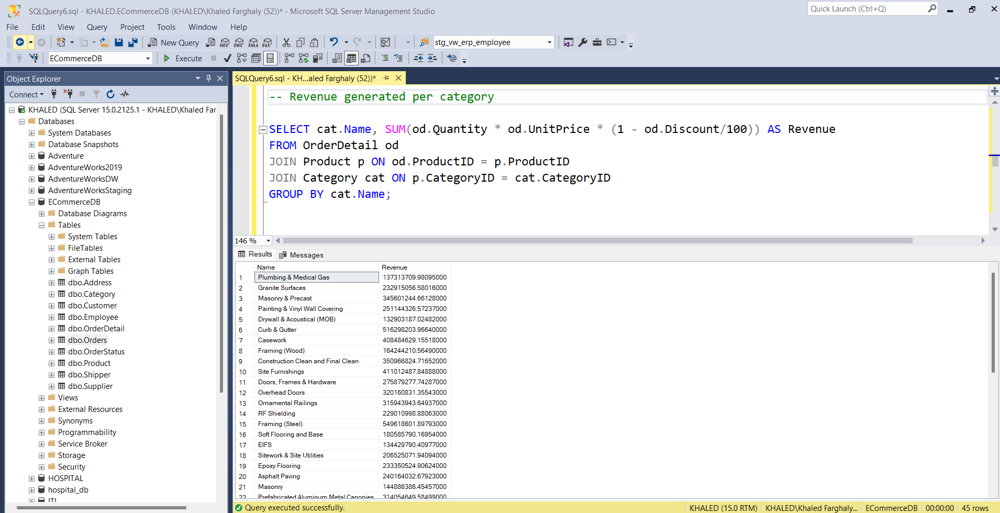 SQLQuery6.sql - KHALED.ECommerceDB (KHALED\Khaled Farghaly (52))* - Microsoft SQL Server Management Studio
Quick Launch (Ctrl+Q)
File Edit View Query Project Tools Window Help
New Query MDX DMX XMLA DAX stg_vw_erp_employee
ECommerceDB Execute
Object Explorer
Connect
KHALED (SQL Server 15.0.2125.1 - KHALED\Khaled Far
Databases
System Databases
Database Snapshots
Adventure
AdventureWorks2019
AdventureWorksDW
AdventureWorksStaging
ECommerceDB
Database Diagrams
Tables
System Tables
FileTables
External Tables
Graph Tables
dbo.Address
dbo.Category
dbo.Customer
dbo.Employee
dbo.OrderDetail
dbo.Orders
dbo.OrderStatus
dbo.Product
dbo.Shipper
dbo.Supplier
Views
External Resources
Synonyms
Programmability
Service Broker
Storage
Security
HOSPITAL
hospital_db
ITI
SQLQuery6.sql - KH...aled Farghaly (52))*
-- Revenue generated per category
SELECT cat.Name, SUM(od.Quantity * od.UnitPrice * (1 - od.Discount/100)) AS Revenue
FROM OrderDetail od
JOIN Product p ON od.ProductID = p.ProductID
JOIN Category cat ON p.CategoryID = cat.CategoryID
GROUP BY cat.Name;
146 %
Results Messages
Name Revenue
1 Plumbing & Medical Gas 137313709.98095000
2 Granite Surfaces 232915056.58016000
3 Masonry & Precast 345601244.66128000
4 Painting & Vinyl Wall Covering 251144326.57237000
5 Drywall & Acoustical (MOB) 132903187.02482000
6 Curb & Gutter 516298203.96640000
7 Casework 408484629.15518000
8 Framing (Wood) 164244210.56490000
9 Construction Clean and Final Clean 350966824.71652000
10 Site Furnishings 411012487.84888000
11 Doors, Frames & Hardware 275879277.74287000
12 Overhead Doors 320160831.35543000
13 Ornamental Railings 315943943.64937000
14 RF Shielding 229010998.88063000
15 Framing (Steel) 549618601.89793000
16 Soft Flooring and Base 180585790.16954000
17 EIFS 134429790.40977000
18 Sitework & Site Utilities 206525071.94094000
19 Epoxy Flooring 233350524.90624000
20 Asphalt Paving 240164032.67923000
21 Masonry 144886386.45457000
22 Prefabricated Aluminum Metal Canopies 314054649.58499000
Query executed successfully.
KHALED (15.0 RTM) KHALED\Khaled Farghaly... ECommerceDB 00:00:00 45 rows